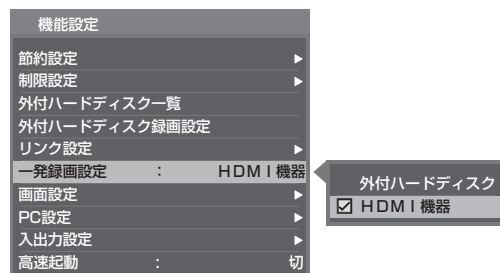 機能設定
節約設定
制限設定
外付ハードディスク一覧
外付ハードディスク録画設定
リンク設定
一発録画設定 : HDMI機器
画面設定
PC設定
入出力設定
高速起動 : 切
外付ハードディスク
HDMI機器